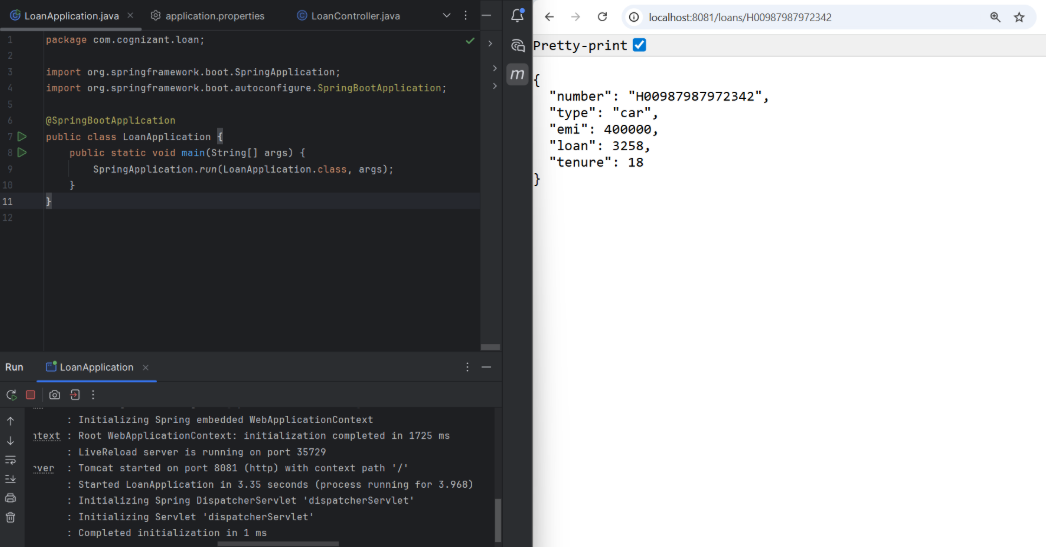 LoanApplication.java
application.properties
LoanController.java
1 package com.cognizant.loan;
2
3 import org.springframework.boot.SpringApplication;
4 import org.springframework.boot.autoconfigure.SpringBootApplication;
5
6 @SpringBootApplication
7 public class LoanApplication {
8 public static void main(String[] args) {
9 SpringApplication.run(LoanApplication.class, args);
10 }
11 }
12
Run LoanApplication
: Initializing Spring embedded WebApplicationContext
ntext : Root WebApplicationContext: initialization completed in 1725 ms
: LiveReload server is running on port 35729
rver : Tomcat started on port 8081 (http) with context path '/'
: Started LoanApplication in 3.35 seconds (process running for 3.968)
: Initializing Spring DispatcherServlet 'dispatcherServlet'
: Initializing Servlet 'dispatcherServlet'
: Completed initialization in 1 ms
m
localhost:8081/loans/H00987987972342
Pretty-print
{
"number": "H00987987972342",
"type": "car",
"emi": 400000,
"loan": 3258,
"tenure": 18
}